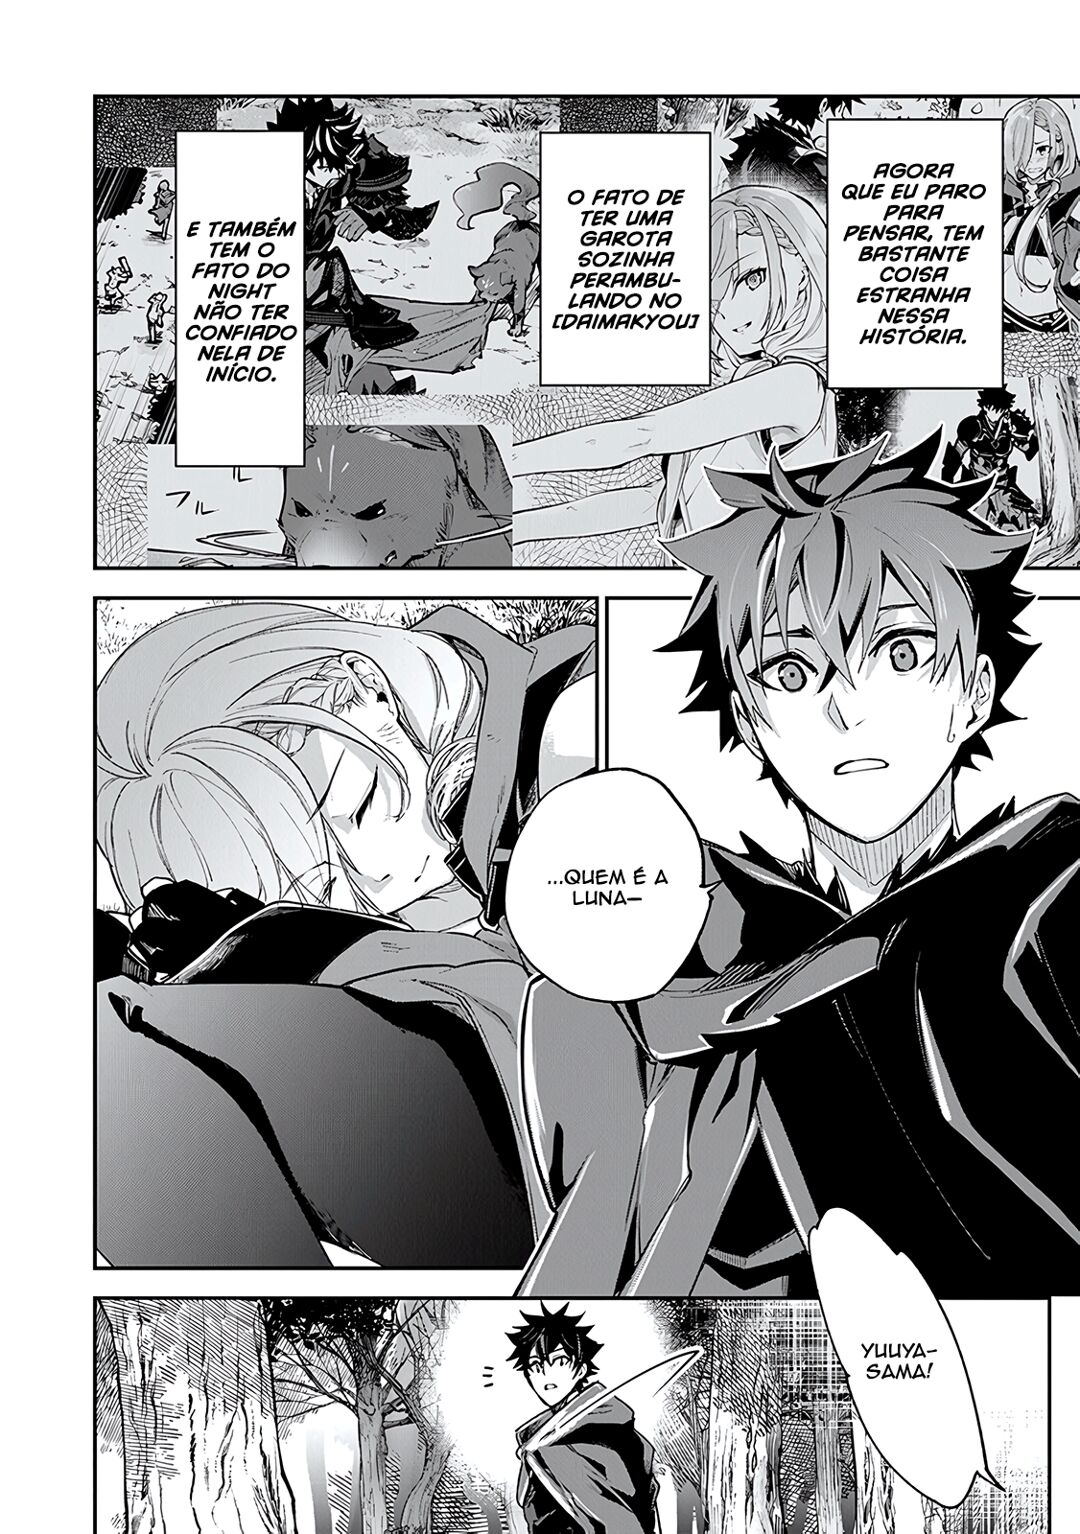 AGORA
QUE EU PARO
PARA
PENSAR, TEM
BASTANTE
COISA
ESTRANHA
NESSA
HISTÓRIA.
O FATO DE
TER UMA
GAROTA
SOZINHA
PERAMBU-
LANDO NO
[DAIMAKYOU]
E TAMBÉM
TEM O
FATO DO
NIGHT
NÃO TER
CONFIADO
NELA DE
INÍCIO.
フルル
...QUEM É A
LUNA—
YUUYA-
SAMA!